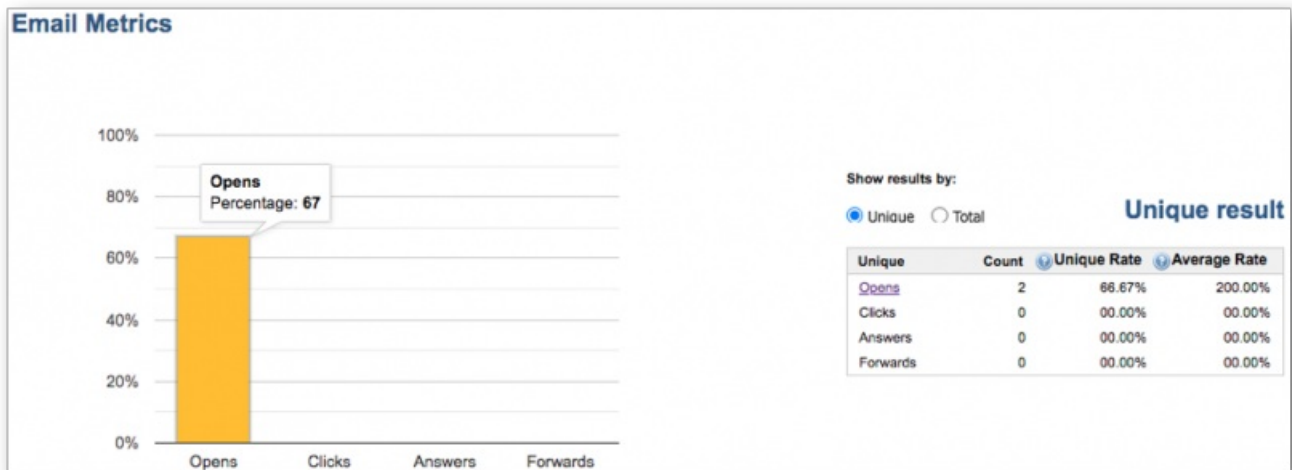 Email Metrics
100%
80%
60%
40%
20%
0%
Opens
Percentage: 67
Opens Clicks Answers Forwards
Show results by:
Unique Total
Unique result
Unique Count Unique Rate Average Rate
Opens 2 66.67% 200.00%
Clicks 0 00.00% 00.00%
Answers 0 00.00% 00.00%
Forwards 0 00.00% 00.00%